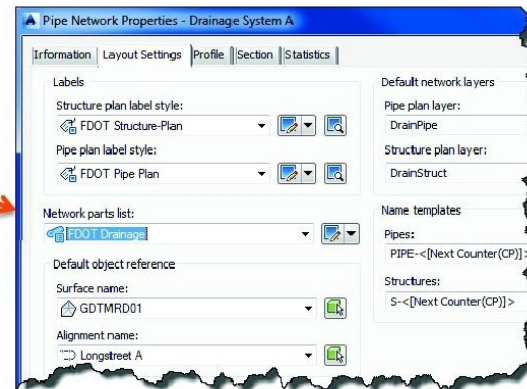 Pipe Network Properties - Drainage System A
Information
Layout Settings
Profile
Section
Statistics
Labels
Structure plan label style:
FDOT Structure-Plan
Pipe plan label style:
FDOT Pipe Plan
Network parts list:
FDOT Drainage
Default object reference
Surface name:
GDTMRD01
Alignment name:
Longstreet A
Default network layers
Pipe plan layer:
DrainPipe
Structure plan layer:
DrainStruct
Name templates
Pipes:
PIPE-<[Next Counter(CP)]>
Structures:
S-<[Next Counter(CP)]>